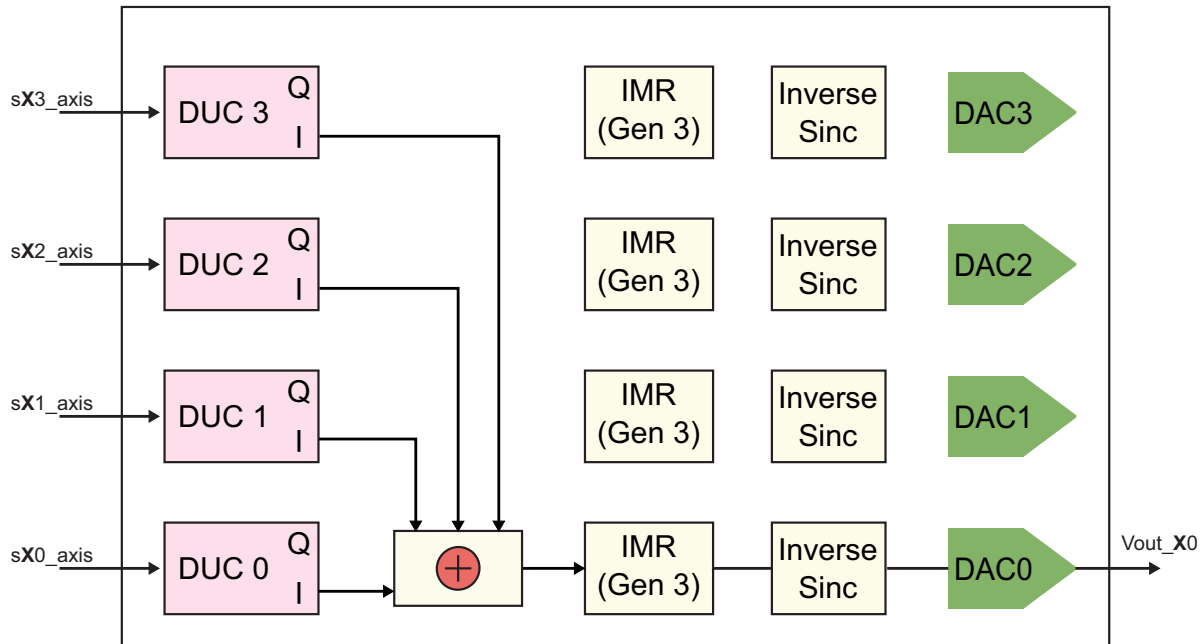 sX3_axis
DUC 3
Q
I
IMR
(Gen 3)
Inverse
Sinc
DAC3
sX2_axis
DUC 2
Q
I
IMR
(Gen 3)
Inverse
Sinc
DAC2
sX1_axis
DUC 1
Q
I
IMR
(Gen 3)
Inverse
Sinc
DAC1
sX0_axis
DUC 0
Q
I
+
IMR
(Gen 3)
Inverse
Sinc
DAC0
Vout_X0